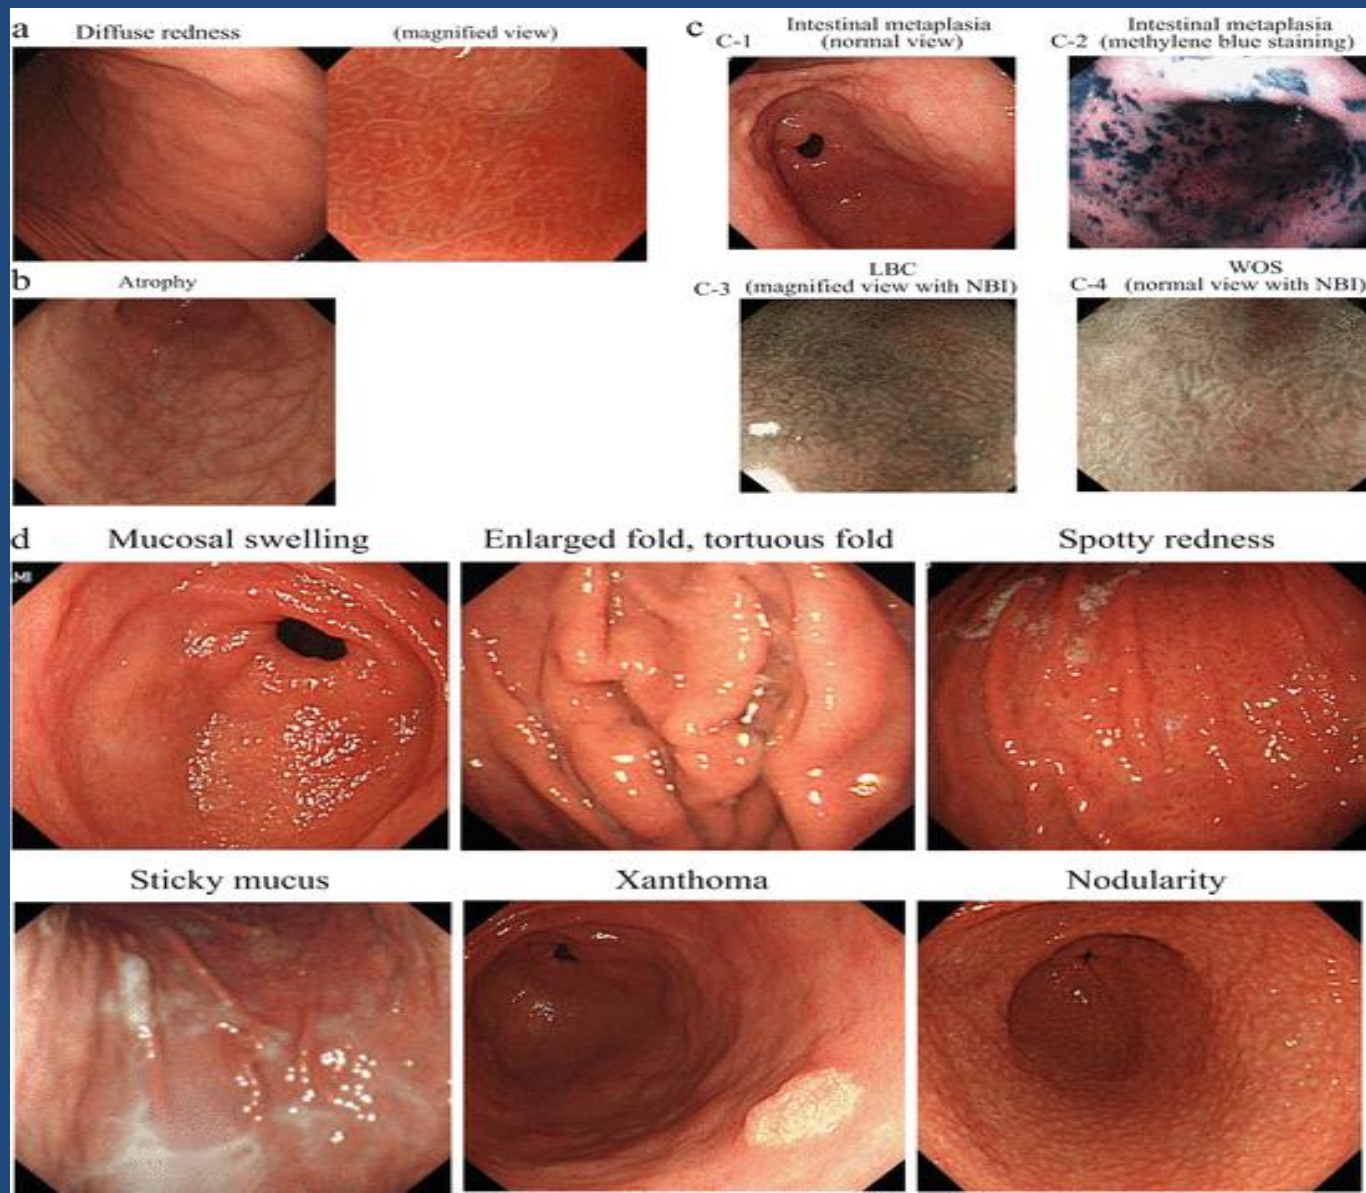 a
Diffuse redness
(magnified view)
c
C-1
Intestinal metaplasia
(normal view)
C-2
Intestinal metaplasia
(methylene blue staining)
b
Atrophy
C-3
LBC
(magnified view with NBI)
C-4
WOS
(normal view with NBI)
d
Mucosal swelling
Enlarged fold, tortuous fold
Spotty redness
MI
Sticky mucus
Xanthoma
Nodularity